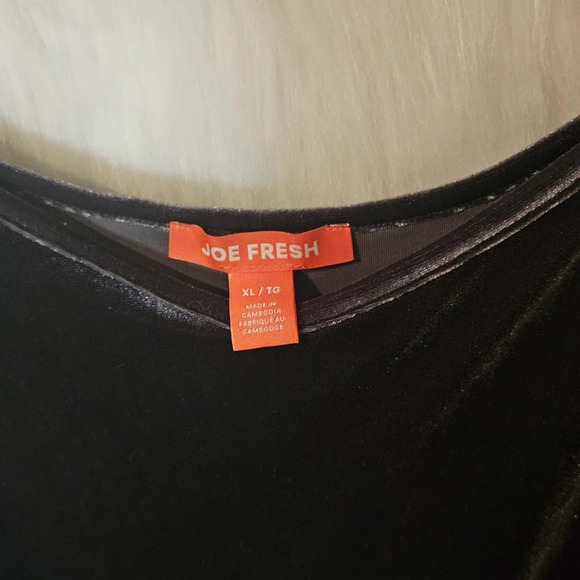 JOE FRESH
XL / TG
MADE IN
CAMBODIA
FABRIQUÉ AU
CAMBODGE